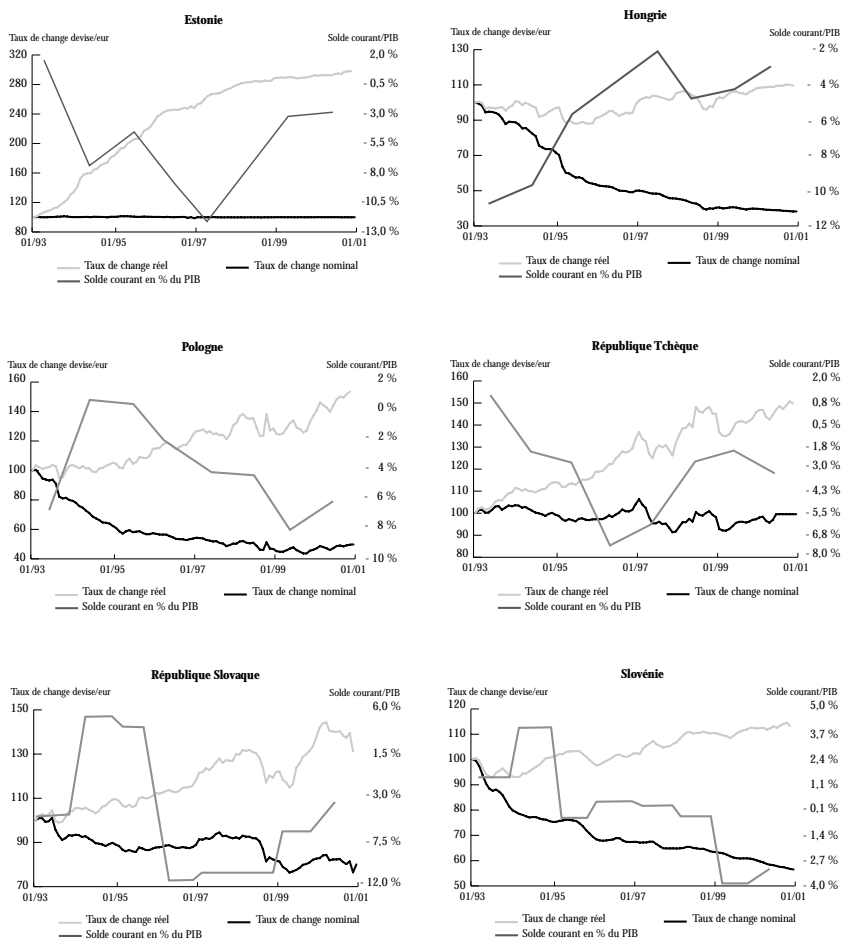 Estonie
Taux de change devise/eur
Solde courant/PIB
320
280
240
200
160
120
80
2,0 %
- 0,5 %
- 3,0 %
- 5,5 %
- 8,0 %
- 10,5 %
- 13,0 %
01/93
01/95
01/97
01/99
01/01
Taux de change réel
Taux de change nominal
Solde courant en % du PIB
Hongrie
Taux de change devise/eur
Solde courant/PIB
130
110
90
70
50
30
- 2 %
- 4 %
- 6 %
- 8 %
- 10 %
- 12 %
01/93
01/95
01/97
01/99
01/01
Taux de change réel
Taux de change nominal
Solde courant en % du PIB
Pologne
Taux de change devise/eur
Solde courant/PIB
160
140
120
100
80
60
40
2 %
0 %
- 2 %
- 4 %
- 6 %
- 8 %
- 10 %
01/93
01/95
01/97
01/99
01/01
Taux de change réel
Taux de change nominal
Solde courant en % du PIB
République Tchèque
Taux de change devise/eur
Solde courant/PIB
160
150
140
130
120
110
100
90
80
2,0 %
0,8 %
- 0,5 %
- 1,8 %
- 3,0 %
- 4,3 %
- 5,5 %
- 6,8 %
- 8,0 %
01/93
01/95
01/97
01/99
01/01
Taux de change réel
Taux de change nominal
Solde courant en % du PIB
République Slovaque
Taux de change devise/eur
Solde courant/PIB
150
130
110
90
70
6,0 %
1,5 %
- 3,0 %
- 7,5 %
- 12,0 %
01/93
01/95
01/97
01/99
01/01
Taux de change réel
Taux de change nominal
Solde courant en % du PIB
Slovénie
Taux de change devise/eur
Solde courant/PIB
120
110
100
90
80
70
60
50
5,0 %
3,7 %
2,4 %
1,1 %
- 0,1 %
- 1,4 %
- 2,7 %
- 4,0 %
01/93
01/95
01/97
01/99
01/01
Taux de change réel
Taux de change nominal
Solde courant en % du PIB